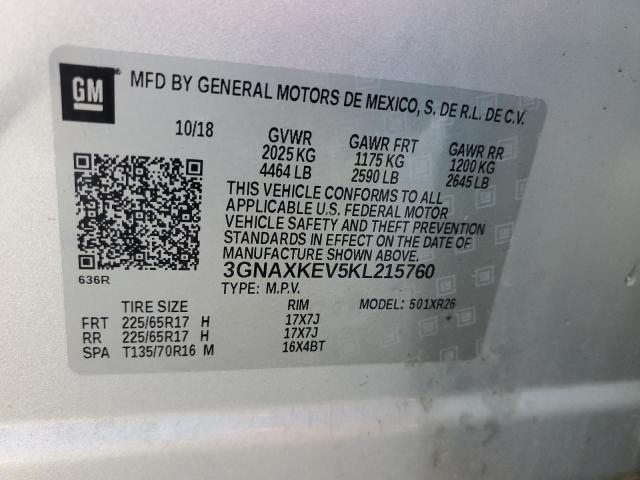 GM
MFD BY GENERAL MOTORS DE MEXICO, S. DE R.L. DE C.V.
10/18 GVWR GAWR FRT GAWR RR
2025 KG 1175 KG 1200 KG
4464 LB 2590 LB 2645 LB
THIS VEHICLE CONFORMS TO ALL
APPLICABLE U.S. FEDERAL MOTOR
VEHICLE SAFETY AND THEFT PREVENTION
STANDARDS IN EFFECT ON THE DATE OF
MANUFACTURE SHOWN ABOVE.
3GNAXKEV5KL215760
636R
TYPE: M.P.V. MODEL: 501XR26
TIRE SIZE RIM
FRT 225/65R17 H 17X7J
RR 225/65R17 H 17X7J
SPA T135/70R16 M 16X4BT